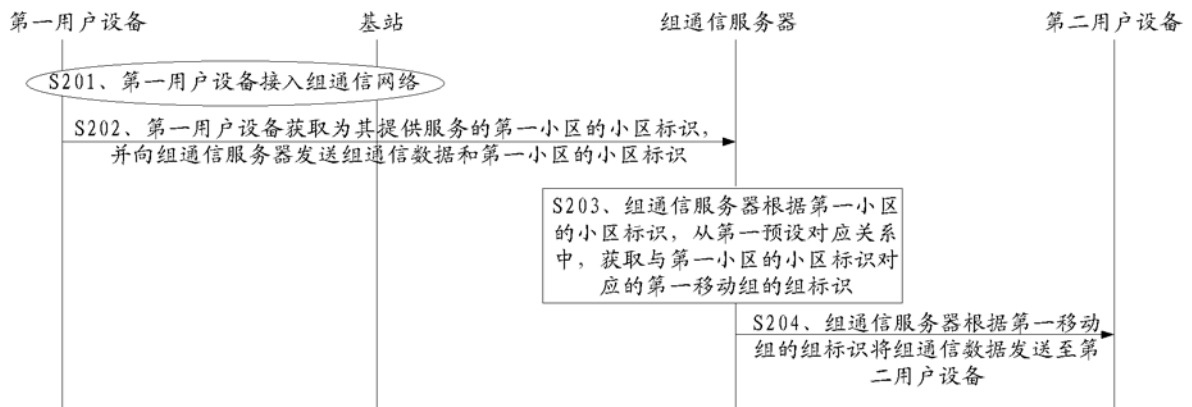 第一用户设备
基站
组通信服务器
第二用户设备
S201、第一用户设备接入组通信网络
S202、第一用户设备获取为其提供服务的第一小区的小区标识，
并向组通信服务器发送组通信数据和第一小区的小区标识
S203、组通信服务器根据第一小区
的小区标识，从第一预设对应关系
中，获取与第一小区的小区标识对
应的第一移动组的组标识
S204、组通信服务器根据第一移动
组的组标识将组通信数据发送至第
二用户设备